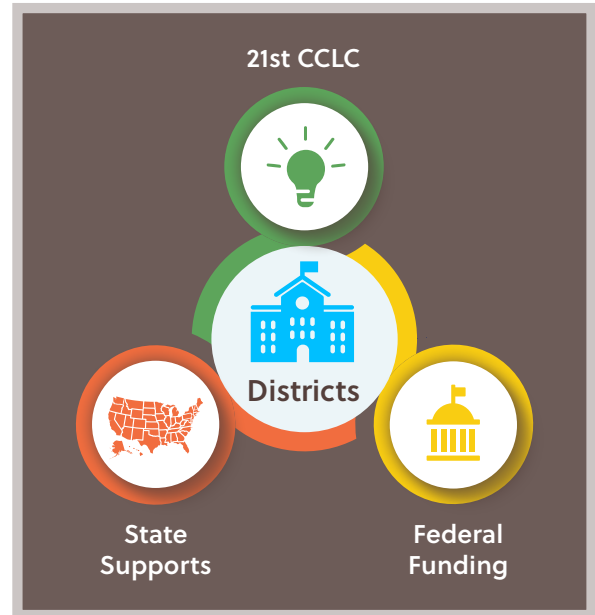 21st CCLC
Districts
State
Supports
Federal
Funding